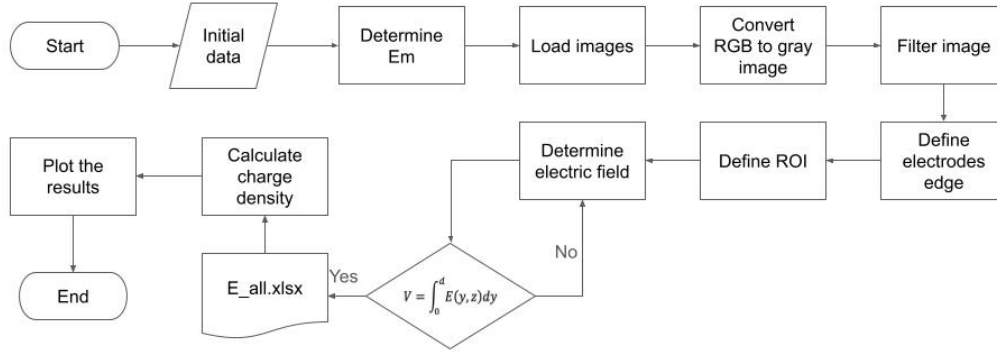 Start
Initial
data
Determine
Em
Load images
Convert
RGB to gray
image
Filter image
Define
electrodes
edge
Define ROI
Determine
electric field
No
V = ∫₀ᵈ E(y, z)dy
Yes
E_all.xlsx
Calculate
charge
density
Plot the
results
End